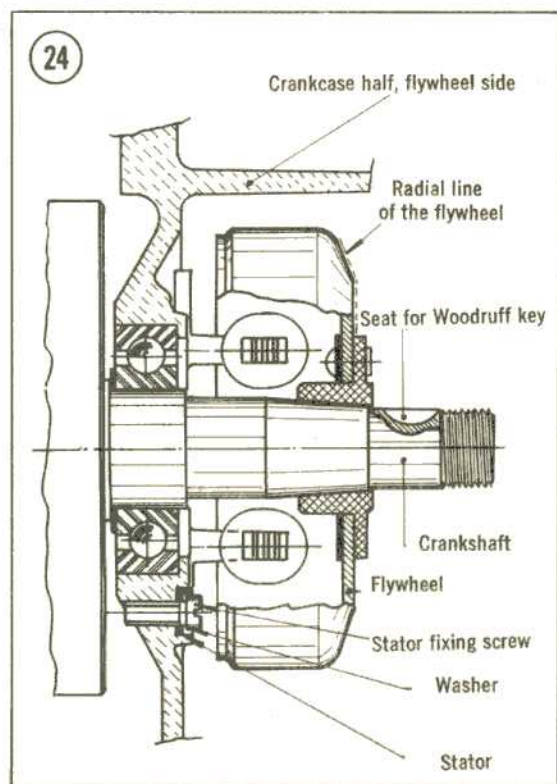 24
Crankcase half, flywheel side
Radial line
of the flywheel
Seat for Woodruff key
Crankshaft
Flywheel
Stator fixing screw
Washer
Stator